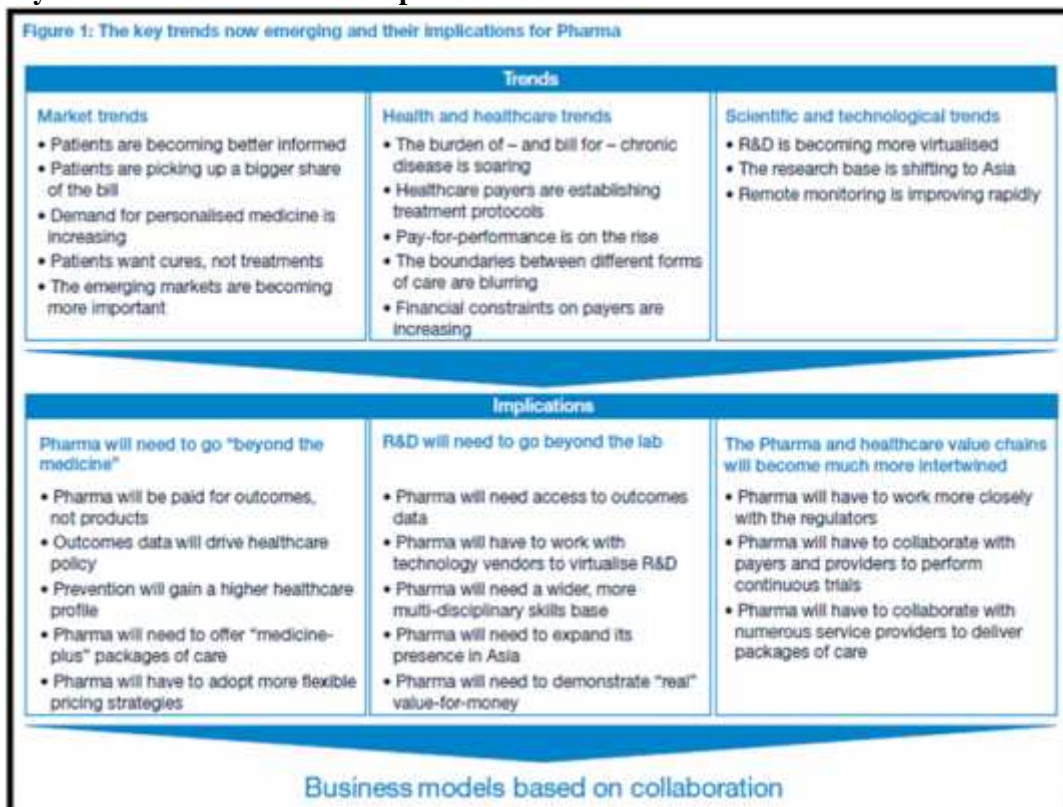 Figure 1: The key trends now emerging and their implications for Pharma
Trends
Market trends
• Patients are becoming better informed
• Patients are picking up a bigger share
of the bill
• Demand for personalised medicine is
increasing
• Patients want cures, not treatments
• The emerging markets are becoming
more important
Health and healthcare trends
• The burden of – and bill for – chronic
disease is soaring
• Healthcare payers are establishing
treatment protocols
• Pay-for-performance is on the rise
• The boundaries between different forms
of care are blurring
• Financial constraints on payers are
increasing
Scientific and technological trends
• R&D is becoming more virtualised
• The research base is shifting to Asia
• Remote monitoring is improving rapidly
Implications
Pharma will need to go "beyond the
medicine"
• Pharma will be paid for outcomes,
not products
• Outcomes data will drive healthcare
policy
• Prevention will gain a higher healthcare
profile
• Pharma will need to offer "medicine-
plus" packages of care
• Pharma will have to adopt more flexible
pricing strategies
R&D will need to go beyond the lab
• Pharma will need access to outcomes
data
• Pharma will have to work with
technology vendors to virtualise R&D
• Pharma will need a wider, more
multi-disciplinary skills base
• Pharma will need to expand its
presence in Asia
• Pharma will need to demonstrate "real"
value-for-money
The Pharma and healthcare value chains
will become much more intertwined
• Pharma will have to work more closely
with the regulators
• Pharma will have to collaborate with
payers and providers to perform
continuous trials
• Pharma will have to collaborate with
numerous service providers to deliver
packages of care
Business models based on collaboration